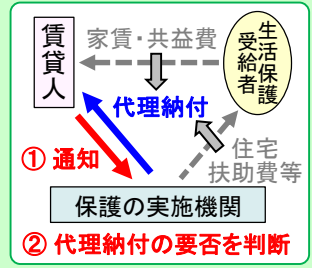 賃貸人
家賃・共益費
生活保護
受給者
代理納付
① 通知
住宅
扶助費等
保護の実施機関
② 代理納付の要否を判断